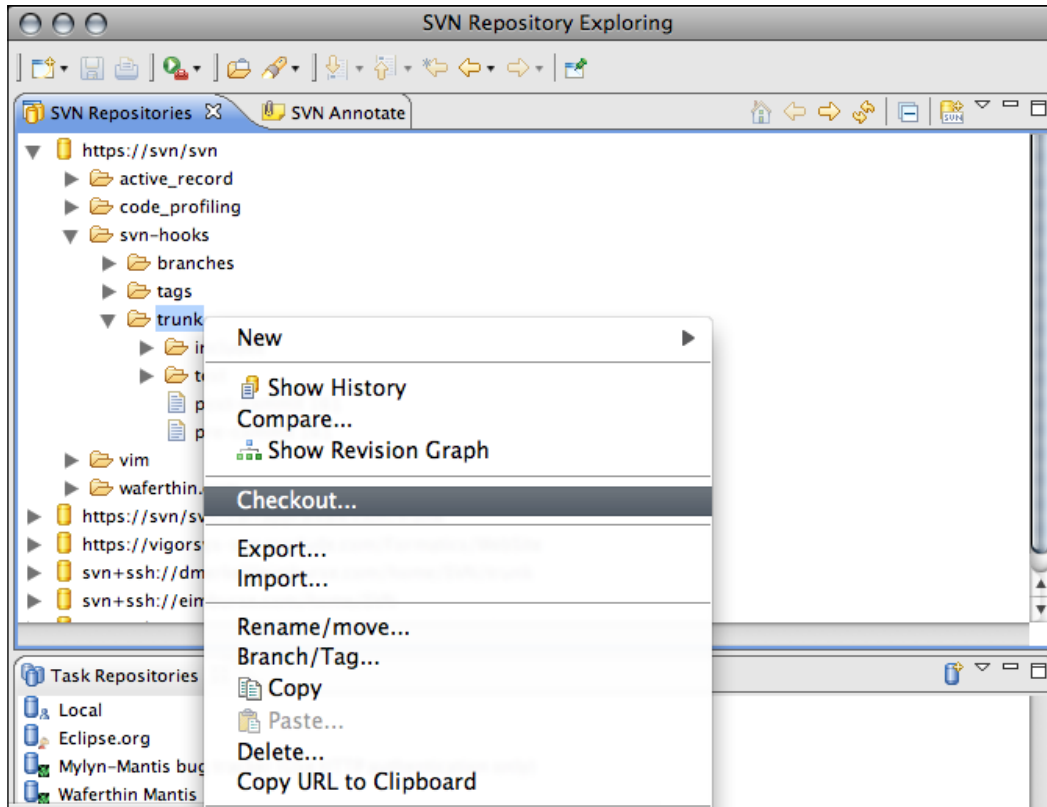 SVN Repository Exploring
SVN Repositories SVN Annotate
SVN
https://svn/svn
active_record
code_profiling
svn-hooks
branches
tags
trunk
New
Show History
Compare...
Show Revision Graph
vim
Checkout...
Export...
Import...
Rename/move...
Branch/Tag...
Copy
Paste...
Delete...
Copy URL to Clipboard
Task Repositories
Local
Eclipse.org
Mylyn-Mantis
Waferthin Mantis